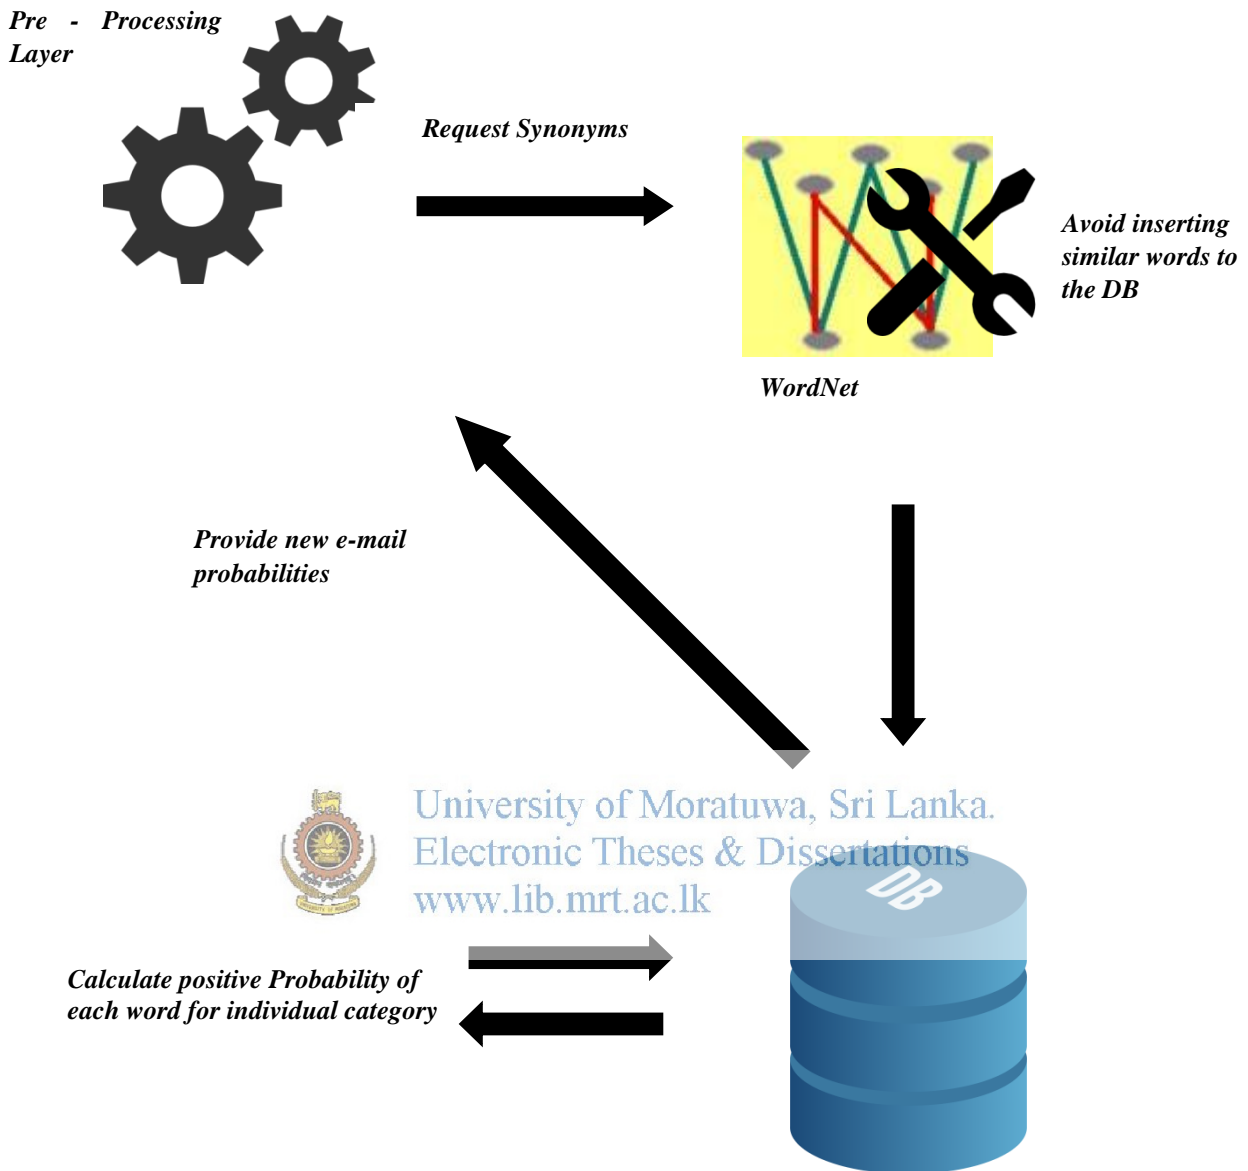 Pre - Processing
Layer
Request Synonyms
Avoid inserting
similar words to
the DB
WordNet
Provide new e-mail
probabilities
University of Moratuwa, Sri Lanka.
Electronic Theses & Dissertations
www.lib.mrt.ac.lk
DB
Calculate positive Probability of
each word for individual category